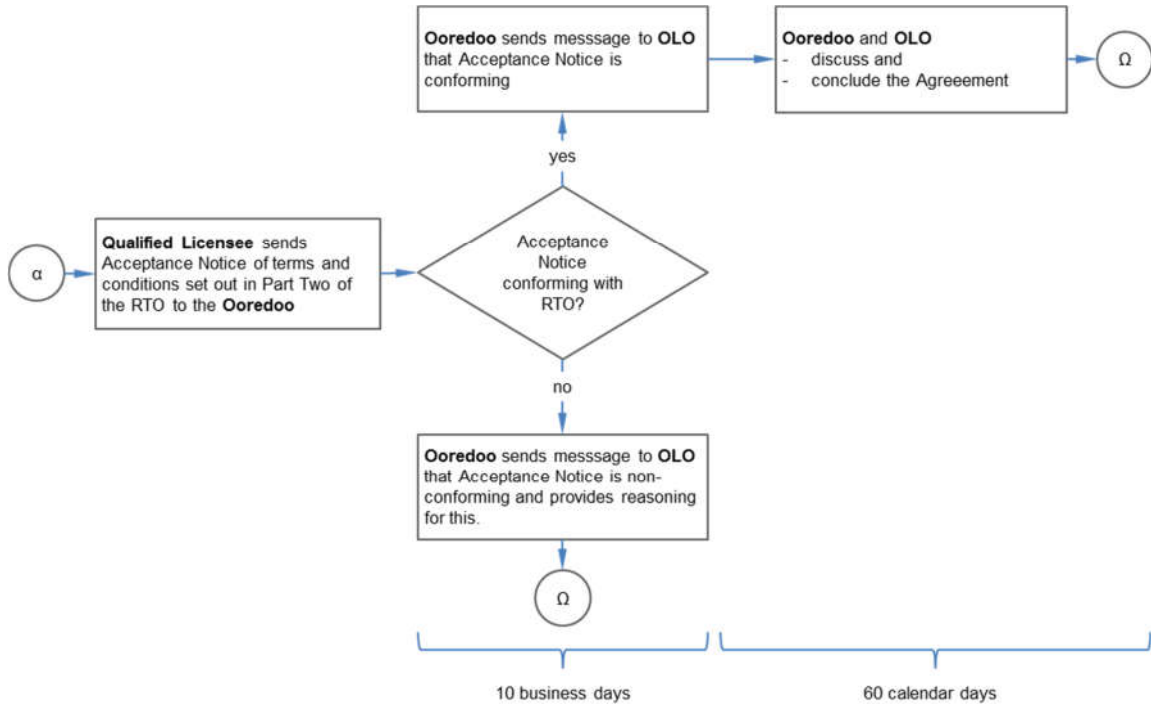 Ooredoo sends messsage to OLO
that Acceptance Notice is
conforming
Ooredoo and OLO
- discuss and
- conclude the Agreeement
Ω
yes
α
Qualified Licensee sends
Acceptance Notice of terms and
conditions set out in Part Two of
the RTO to the Ooredoo
Acceptance
Notice
conforming with
RTO?
no
Ooredoo sends messsage to OLO
that Acceptance Notice is non-
conforming and provides reasoning
for this.
Ω
10 business days
60 calendar days